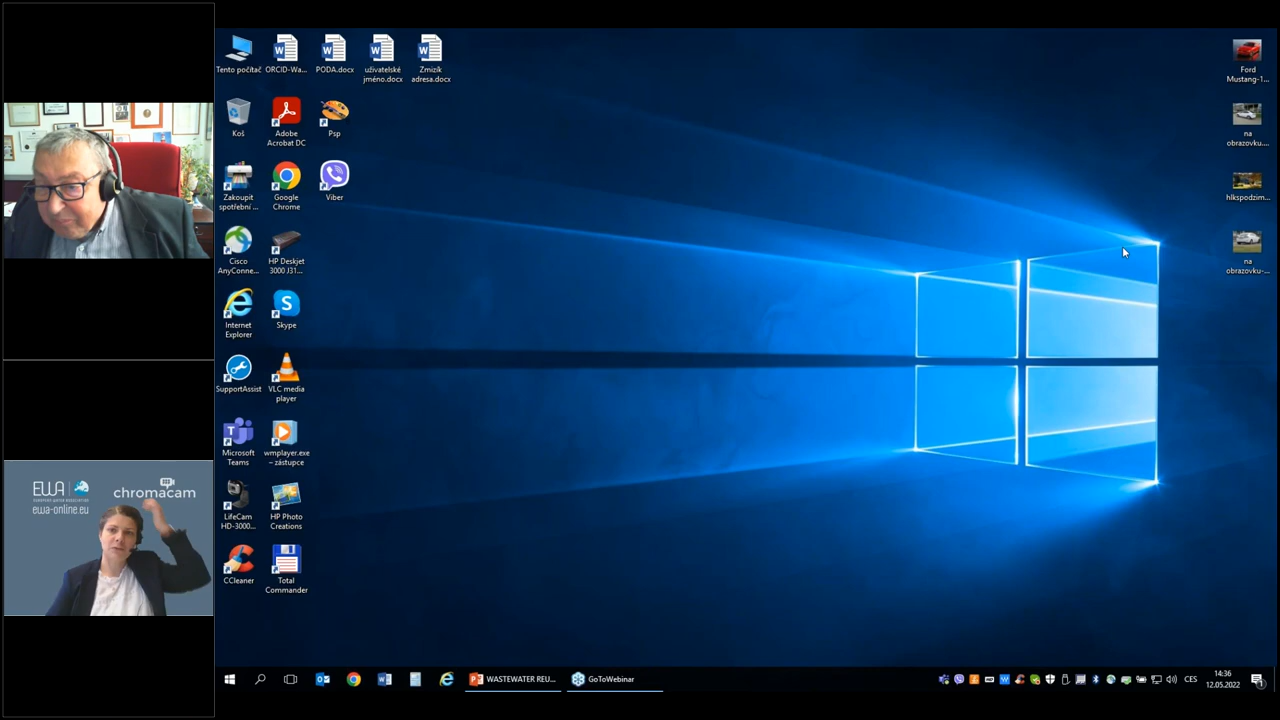 Tento počítač
ORCID-Wa...
PODA.docx
uživatelské
jméno.docx
Zmizík
adresa.docx
Ford
Mustang-1...
Koš
Adobe
Acrobat DC
Psp
na
obrazovku....
Zakoupit
spotřební ...
Google
Chrome
Viber
hlkspodzim...
Cisco
AnyConne...
HP Deskjet
3000 J31...
na
obrazovku-...
Internet
Explorer
Skype
SupportAssist
VLC media
player
Microsoft
Teams
wmplayer.exe
– zástupce
LifeCam
HD-3000...
HP Photo
Creations
CCleaner
Total
Commander
EWA
ewa-online.eu
chromacam
WASTEWATER REU...
GoToWebinar
CES
14:36
12.05.2022